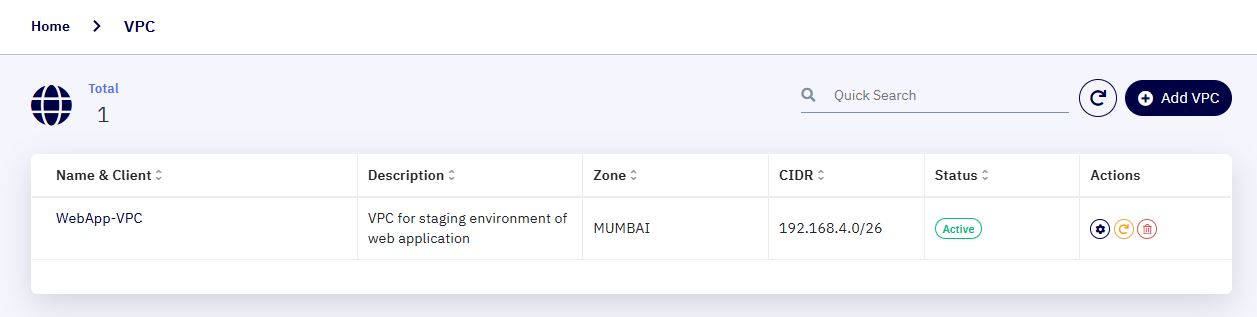 Home > VPC
Total
1
Quick Search
Add VPC
Name & Client Description Zone CIDR Status Actions
WebApp-VPC VPC for staging environment of
web application MUMBAI 192.168.4.0/26 Active